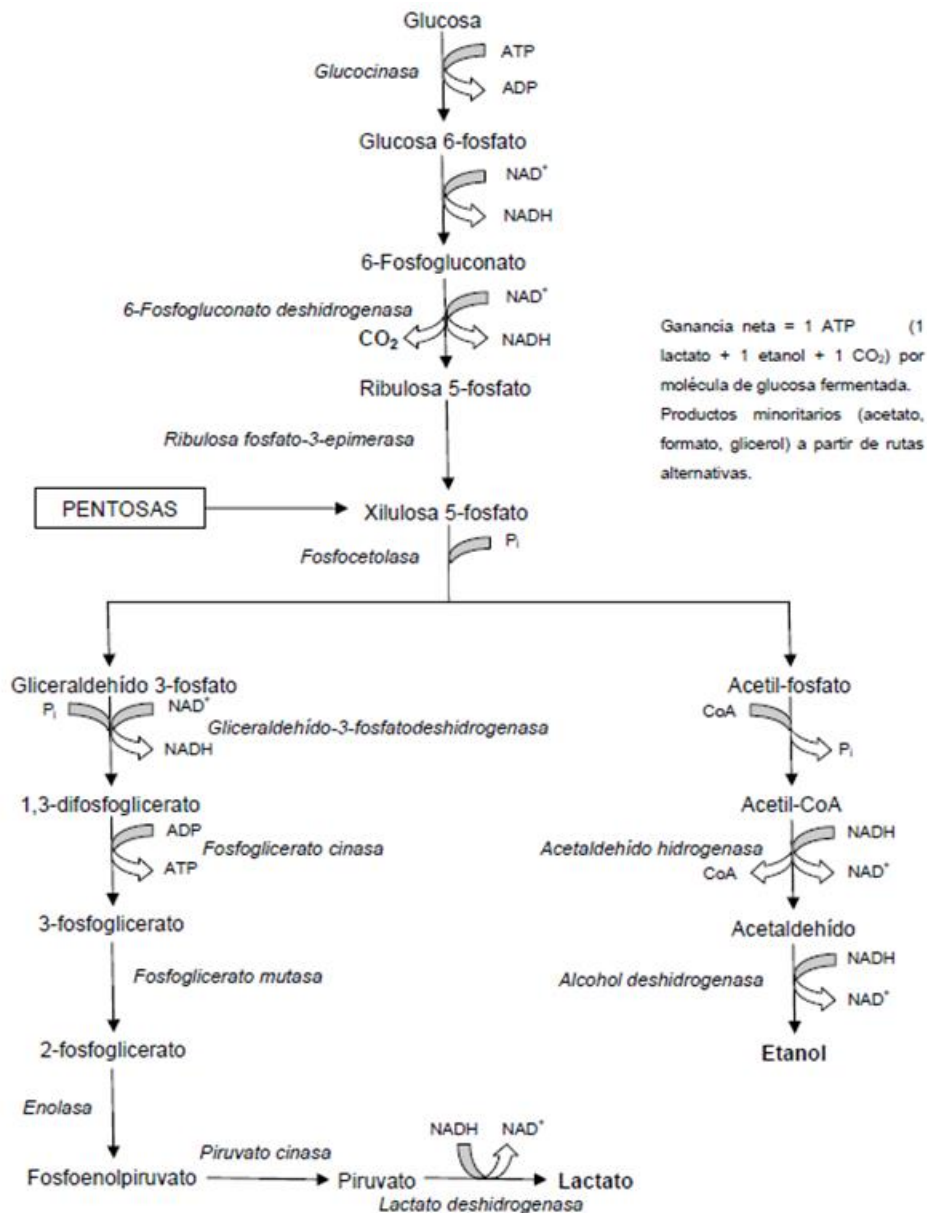 Glucosa
ATP
Glucocinasa
ADP
Glucosa 6-fosfato
NAD⁺
NADH
6-Fosfogluconato
6-Fosfogluconato deshidrogenasa
NAD⁺
CO₂
NADH
Ganancia neta = 1 ATP (1
lactato + 1 etanol + 1 CO₂) por
molécula de glucosa fermentada.
Productos minoritarios (acetato,
formato, glicerol) a partir de rutas
alternativas.
Ribulosa 5-fosfato
Ribulosa fosfato-3-epimerasa
PENTOSAS
Xilulosa 5-fosfato
Fosfocetolasa
Pᵢ
Gliceraldehído 3-fosfato
Acetil-fosfato
Pᵢ
NAD⁺
Gliceraldehído-3-fosfatodeshidrogenasa
NADH
CoA
Pᵢ
1,3-difosfoglicerato
Acetil-CoA
ADP
Fosfoglicerato cinasa
ATP
NADH
Acetaldehído hidrogenasa
CoA
NAD⁺
3-fosfoglicerato
Acetaldehído
Fosfoglicerato mutasa
NADH
Alcohol deshidrogenasa
NAD⁺
2-fosfoglicerato
Etanol
Enolasa
Fosfoenolpiruvato
Piruvato cinasa
Piruvato
NADH
NAD⁺
Lactato
Lactato deshidrogenasa